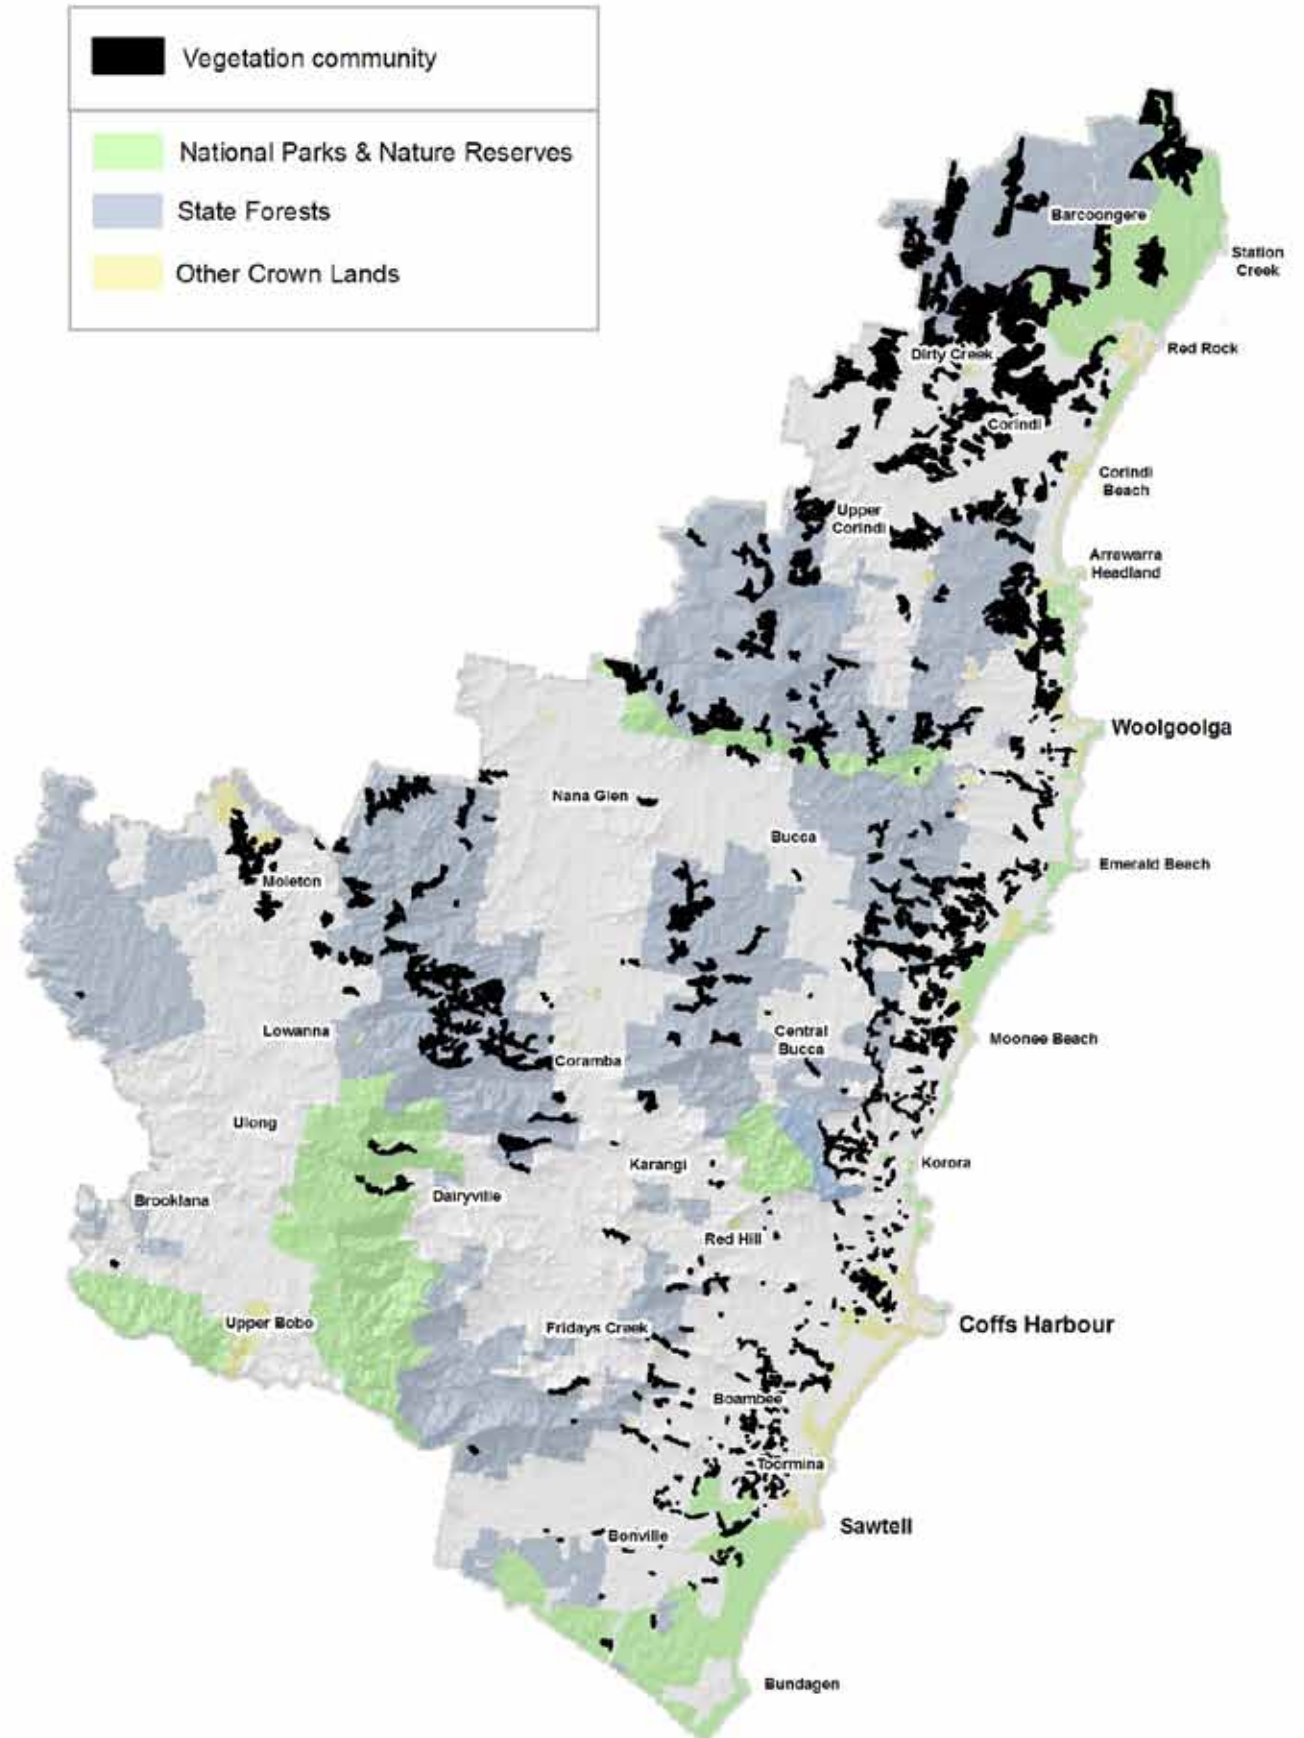 Vegetation community
National Parks & Nature Reserves
State Forests
Other Crown Lands
Barcoongere
Station
Creek
Red Rock
Dirty Creek
Corindi
Corindi
Beach
Upper
Corindi
Arrawarra
Headland
Woolgoolga
Nana Glen
Bucca
Emerald Beech
Moleton
Lowanna
Central
Bucca
Moonee Beach
Coramba
Ulong
Karangi
Korora
Brooklana
Dairyville
Red Hill
Upper Bobo
Fridays Creek
Coffs Harbour
Boambee
Toormina
Sawtell
Bonville
Bundagen